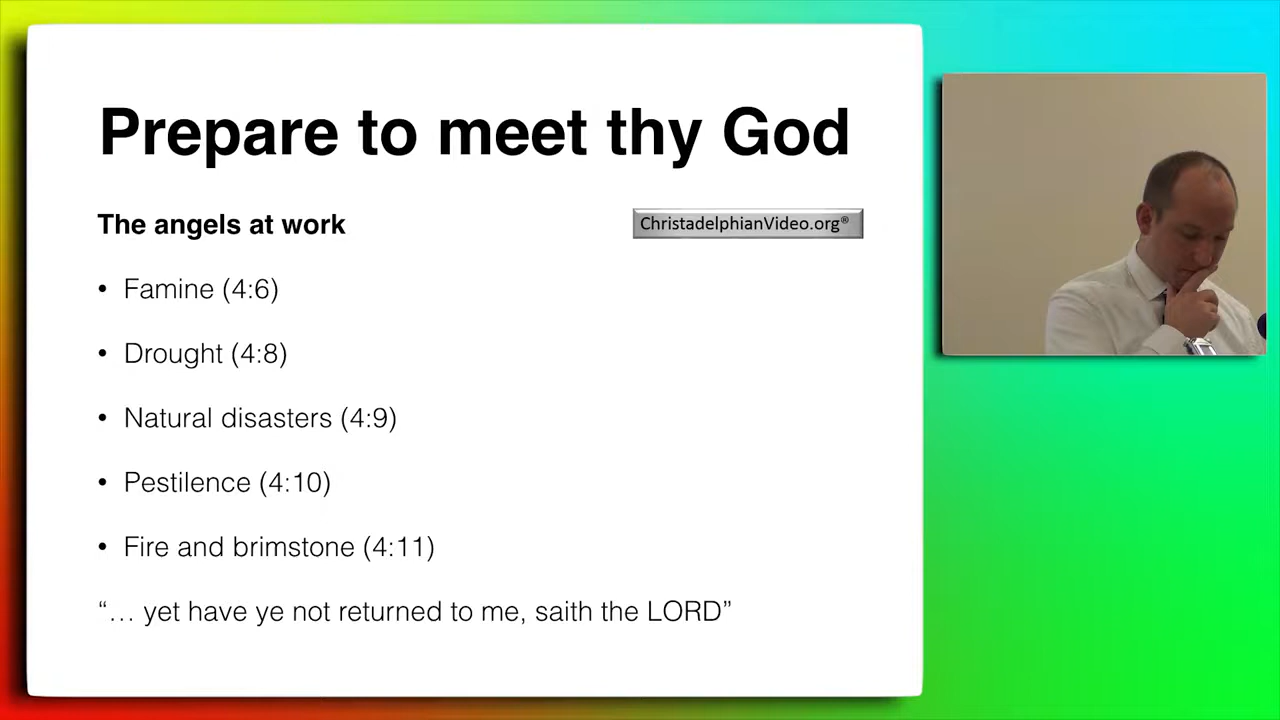 Prepare to meet thy God
The angels at work
ChristadelphianVideo.org®
• Famine (4:6)
• Drought (4:8)
• Natural disasters (4:9)
• Pestilence (4:10)
• Fire and brimstone (4:11)
“… yet have ye not returned to me, saith the LORD”